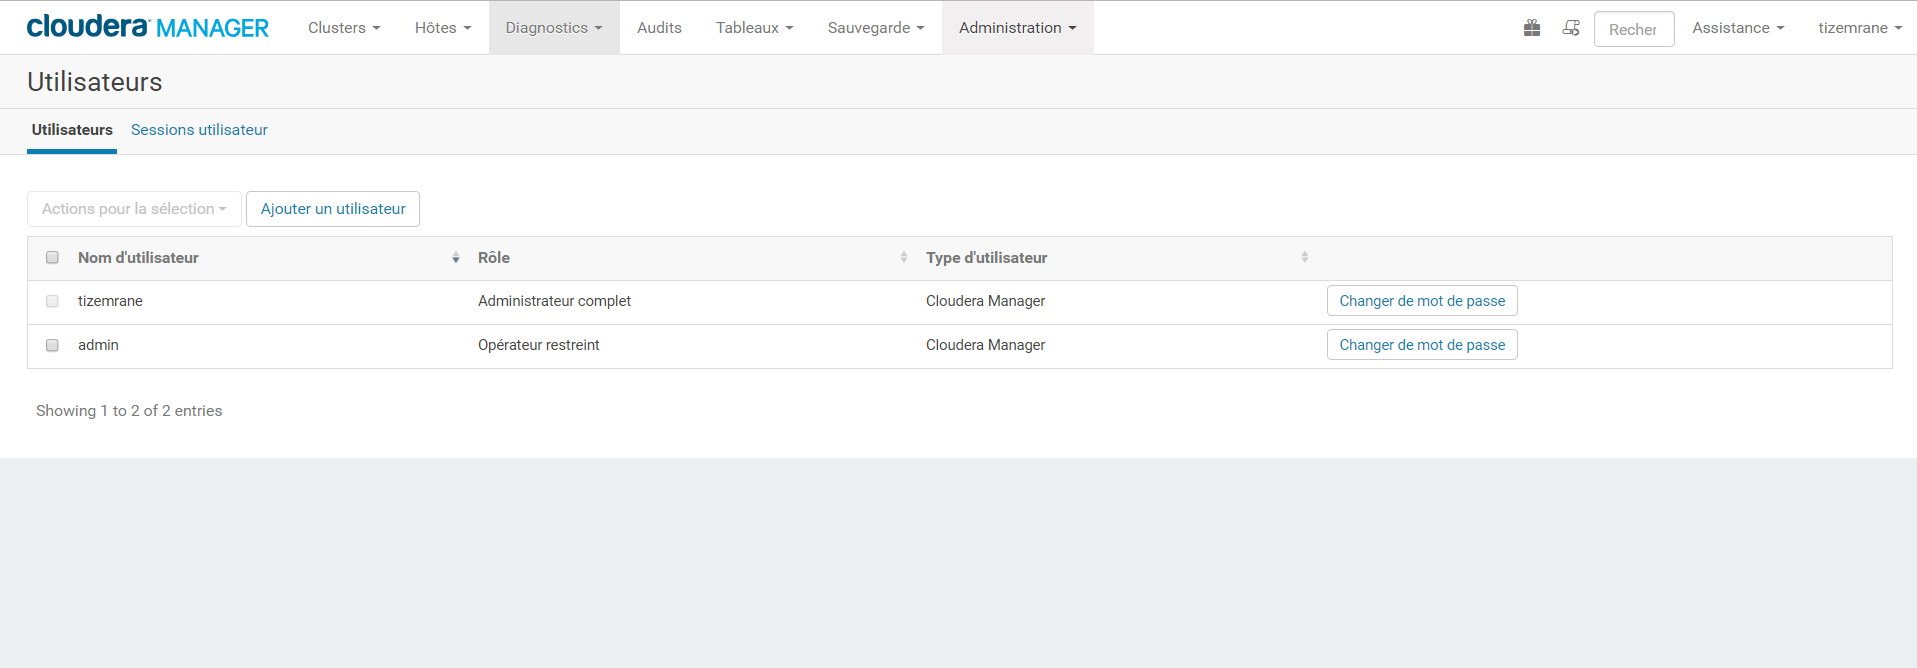 cloudera MANAGER Clusters Hôtes Diagnostics Audits Tableaux Sauvegarde Administration Recher Assistance tizemrane
Utilisateurs
Utilisateurs Sessions utilisateur
Actions pour la sélection Ajouter un utilisateur
Nom d'utilisateur Rôle Type d'utilisateur
tizemrane Administrateur complet Cloudera Manager Changer de mot de passe
admin Opérateur restreint Cloudera Manager Changer de mot de passe
Showing 1 to 2 of 2 entries